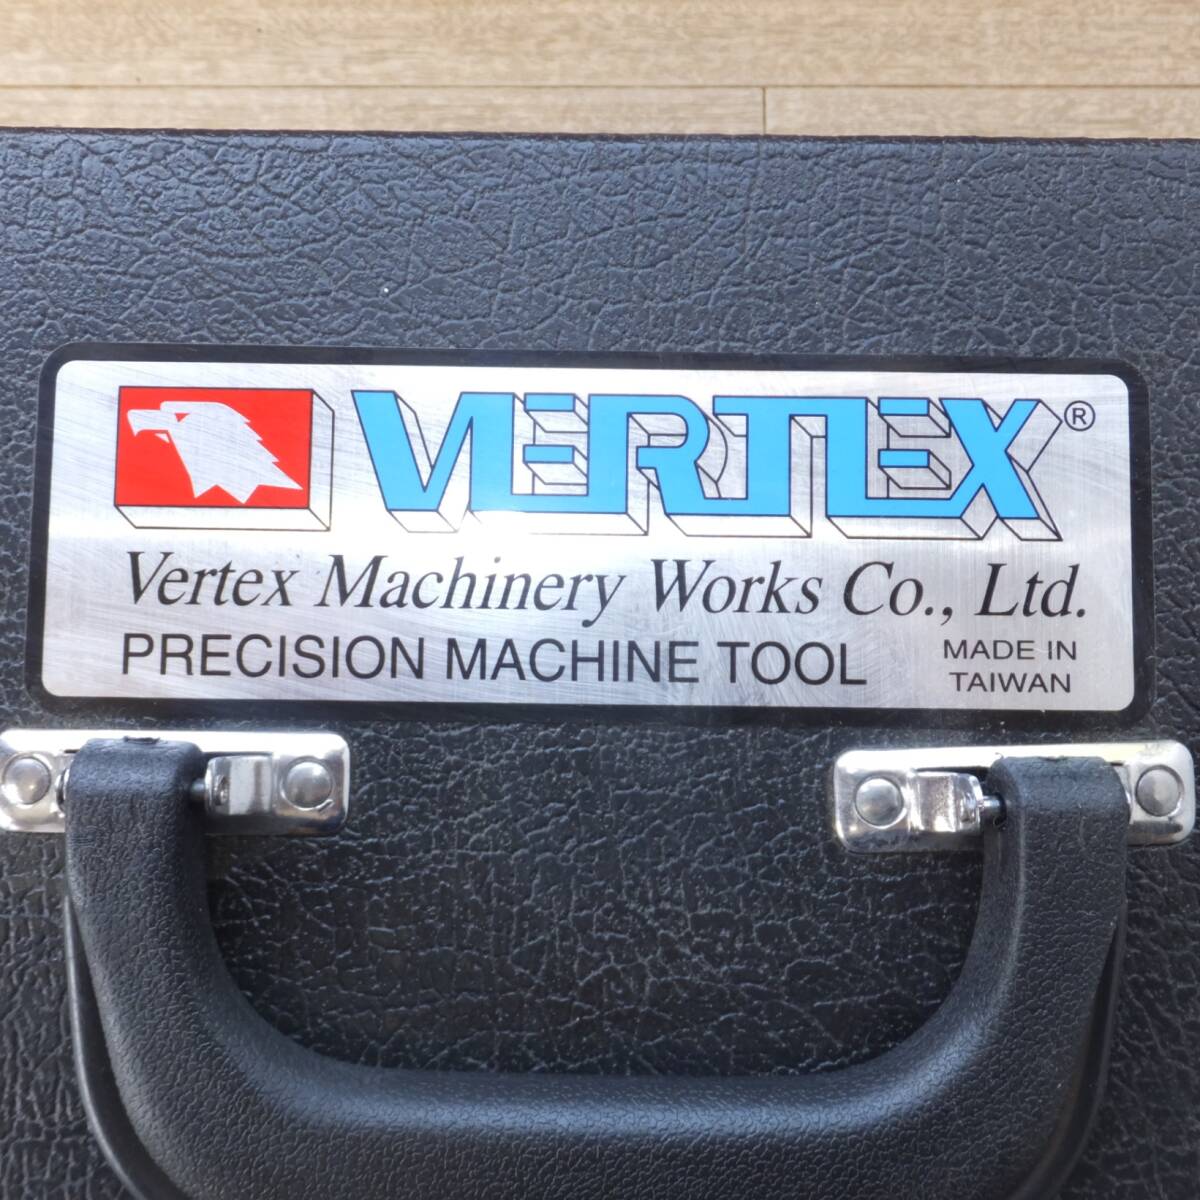 VERTEX®
Vertex Machinery Works Co., Ltd.
PRECISION MACHINE TOOL
MADE IN
TAIWAN